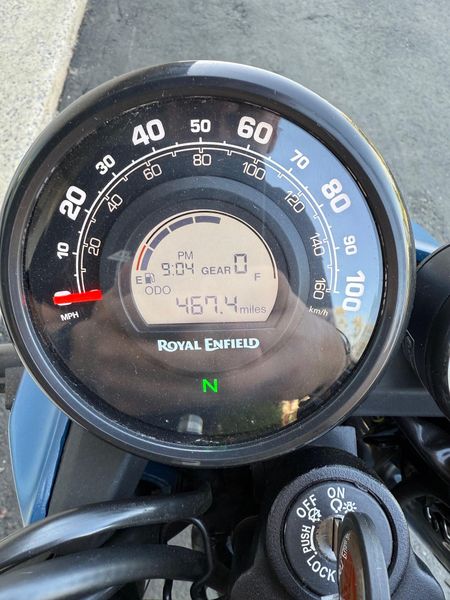 10
20
30
40
50
60
70
80
90
100
MPH
20
40
60
80
100
120
140
160
km/h
PM
9:04 GEAR 0
E F
ODO
467.4 miles
ROYAL ENFIELD
N
OFF ON
PUSH
LOCK